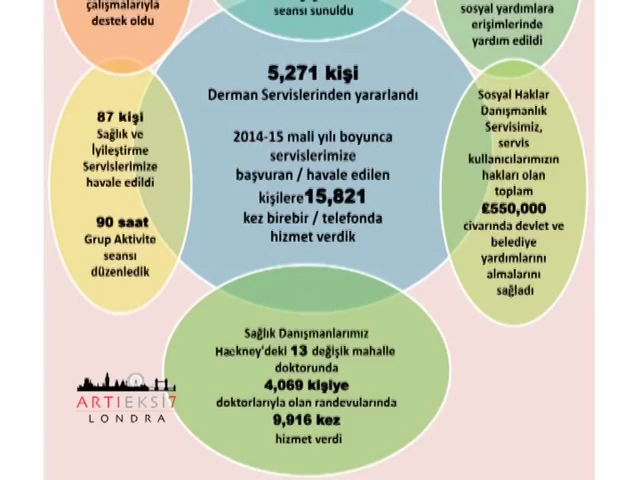 çalışmalarıyla
destek oldu
seansı sunuldu
sosyal yardımlara
erişimlerinde
yardım edildi
5,271 kişi
Derman Servislerinden yararlandı
2014-15 mali yılı boyunca
servislerimize
başvuran / havale edilen
kişilere 15,821
kez birebir / telefonda
hizmet verdik
87 kişi
Sağlık ve
İyileştirme
Servislerimize
havale edildi
90 saat
Grup Aktivite
seansı
düzenledik
Sosyal Haklar
Danışmanlık
Servisimiz,
servis
kullanıcılarımızın
hakları olan
toplam
£550,000
civarında devlet ve
belediye
yardımlarını
almalarını
sağladı
Sağlık Danışmanlarımız
Hackney'deki 13 değişik mahalle
doktorunda
4,069 kişiye
doktorlarıyla olan randevularında
9,916 kez
hizmet verdi
ARTIEKSİ7
LONDRA